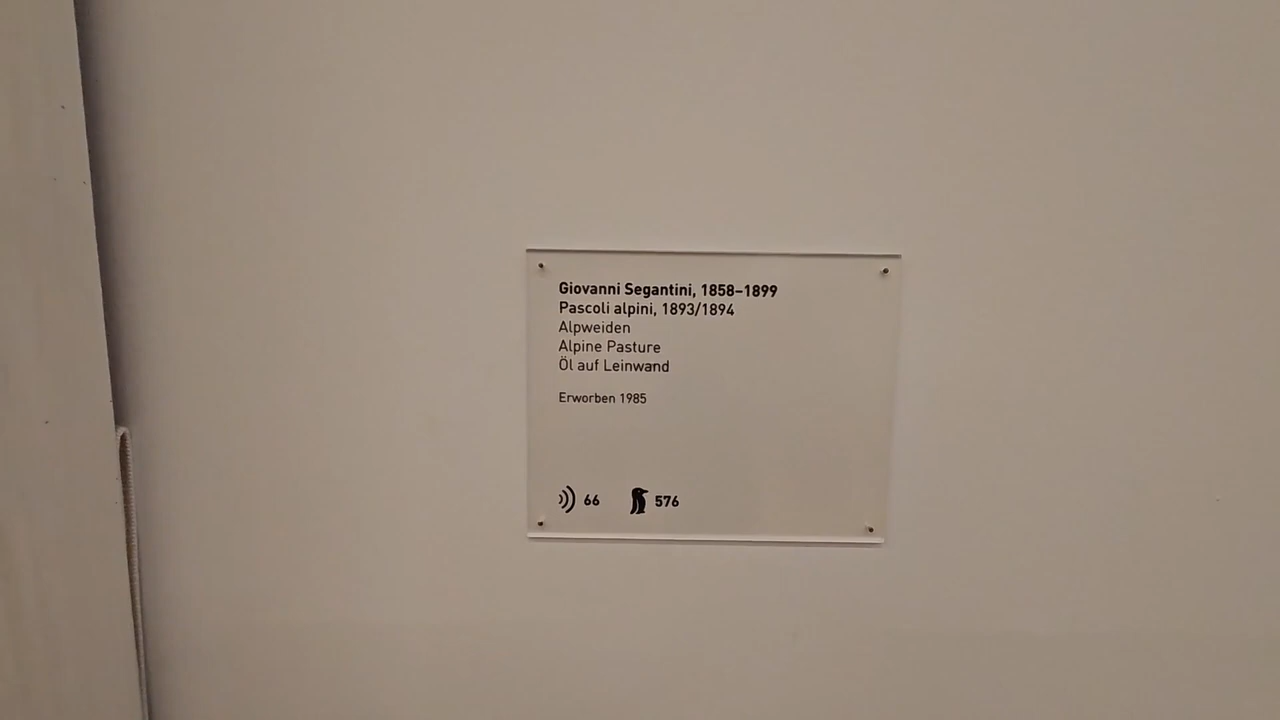 Giovanni Segantini, 1858–1899
Pascoli alpini, 1893/1894
Alpweiden
Alpine Pasture
Öl auf Leinwand
Erworben 1985
66 576